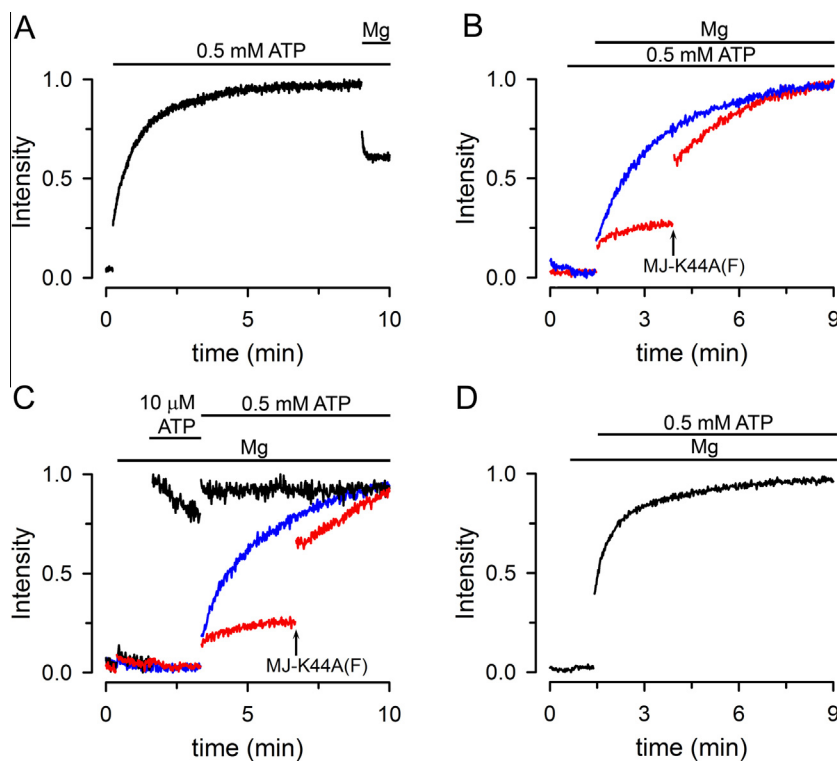 A
Mg
0.5 mM ATP
1.0
0.5
0.0
Intensity
0
5
10
time (min)
B
Mg
0.5 mM ATP
1.0
0.5
0.0
Intensity
MJ-K44A(F)
0
3
6
9
time (min)
C
10 μM
ATP
0.5 mM ATP
Mg
1.0
0.5
0.0
Intensity
MJ-K44A(F)
0
5
10
time (min)
D
0.5 mM ATP
Mg
1.0
0.5
0.0
Intensity
0
3
6
9
time (min)